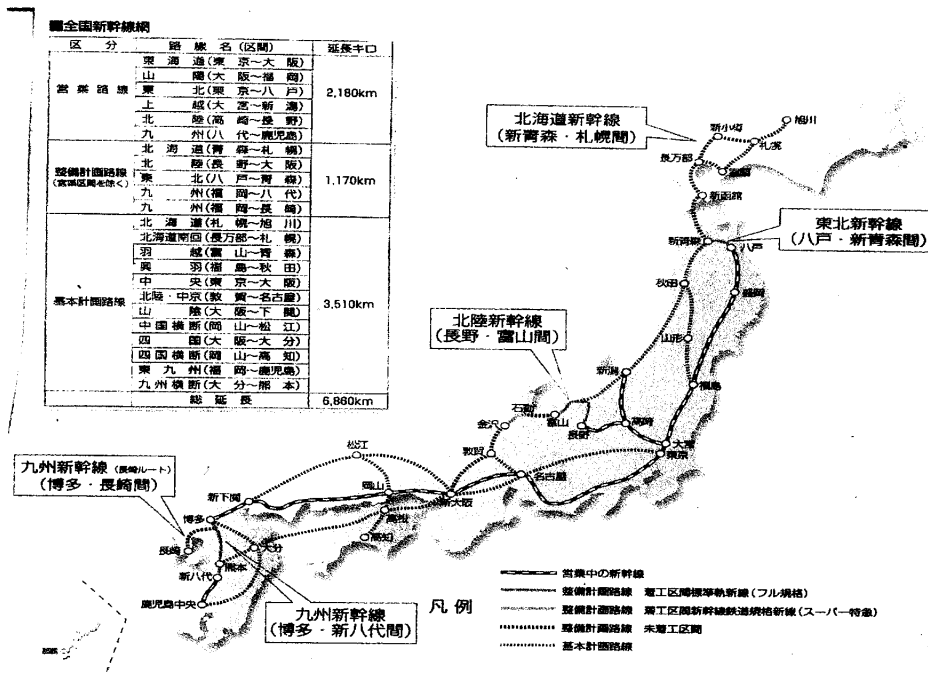 ■全国新幹線網
区 分 路 線 名 (区間) 延長キロ
営 業 路 線
東 海 道 (東 京〜大 阪)
山 陽 (大 阪〜福 岡)
東 北 (東 京〜八 戸)
上 越 (大 宮〜新 潟)
北 陸 (高 崎〜長 野)
九 州 (八 代〜鹿児島)
2,180km
整備計画路線
(営業区間を除く)
北 海 道 (青 森〜札 幌)
北 陸 (長 野〜大 阪)
東 北 (八 戸〜青 森)
九 州 (福 岡〜八 代)
九 州 (福 岡〜長 崎)
1,170km
基本計画路線
北 海 道 (札 幌〜旭 川)
北海道南回 (長万部〜札 幌)
羽 越 (富 山〜青 森)
奥 羽 (福 島〜秋 田)
中 央 (東 京〜大 阪)
北陸・中京 (敦 賀〜名古屋)
山 陰 (大 阪〜下 関)
中国横断 (岡 山〜松 江)
四 国 (大 阪〜大 分)
四国横断 (岡 山〜高 知)
東 九 州 (福 岡〜鹿児島)
九州横断 (大 分〜熊 本)
3,510km
総 延 長 6,860km
北海道新幹線
(新青森・札幌間)
旭川
新小樽
札幌
長万部
室蘭
新函館
東北新幹線
(八戸・新青森間)
新青森
八戸
秋田
盛岡
北陸新幹線
(長野・富山間)
山形
新潟
福島
石動
富山
金沢
長野
高崎
大宮
東京
敦賀
松江
名古屋
岡山
新大阪
九州新幹線 (長崎ルート)
(博多・長崎間)
新下関
博多
高松
高知
長崎
大分
熊本
新八代
鹿児島中央
九州新幹線
(博多・新八代間)
凡 例
営業中の新幹線
整備計画路線 着工区間標準軌新線(フル規格)
整備計画路線 着工区間新幹線鉄道規格新線(スーパー特急)
整備計画路線 未着工区間
基本計画路線